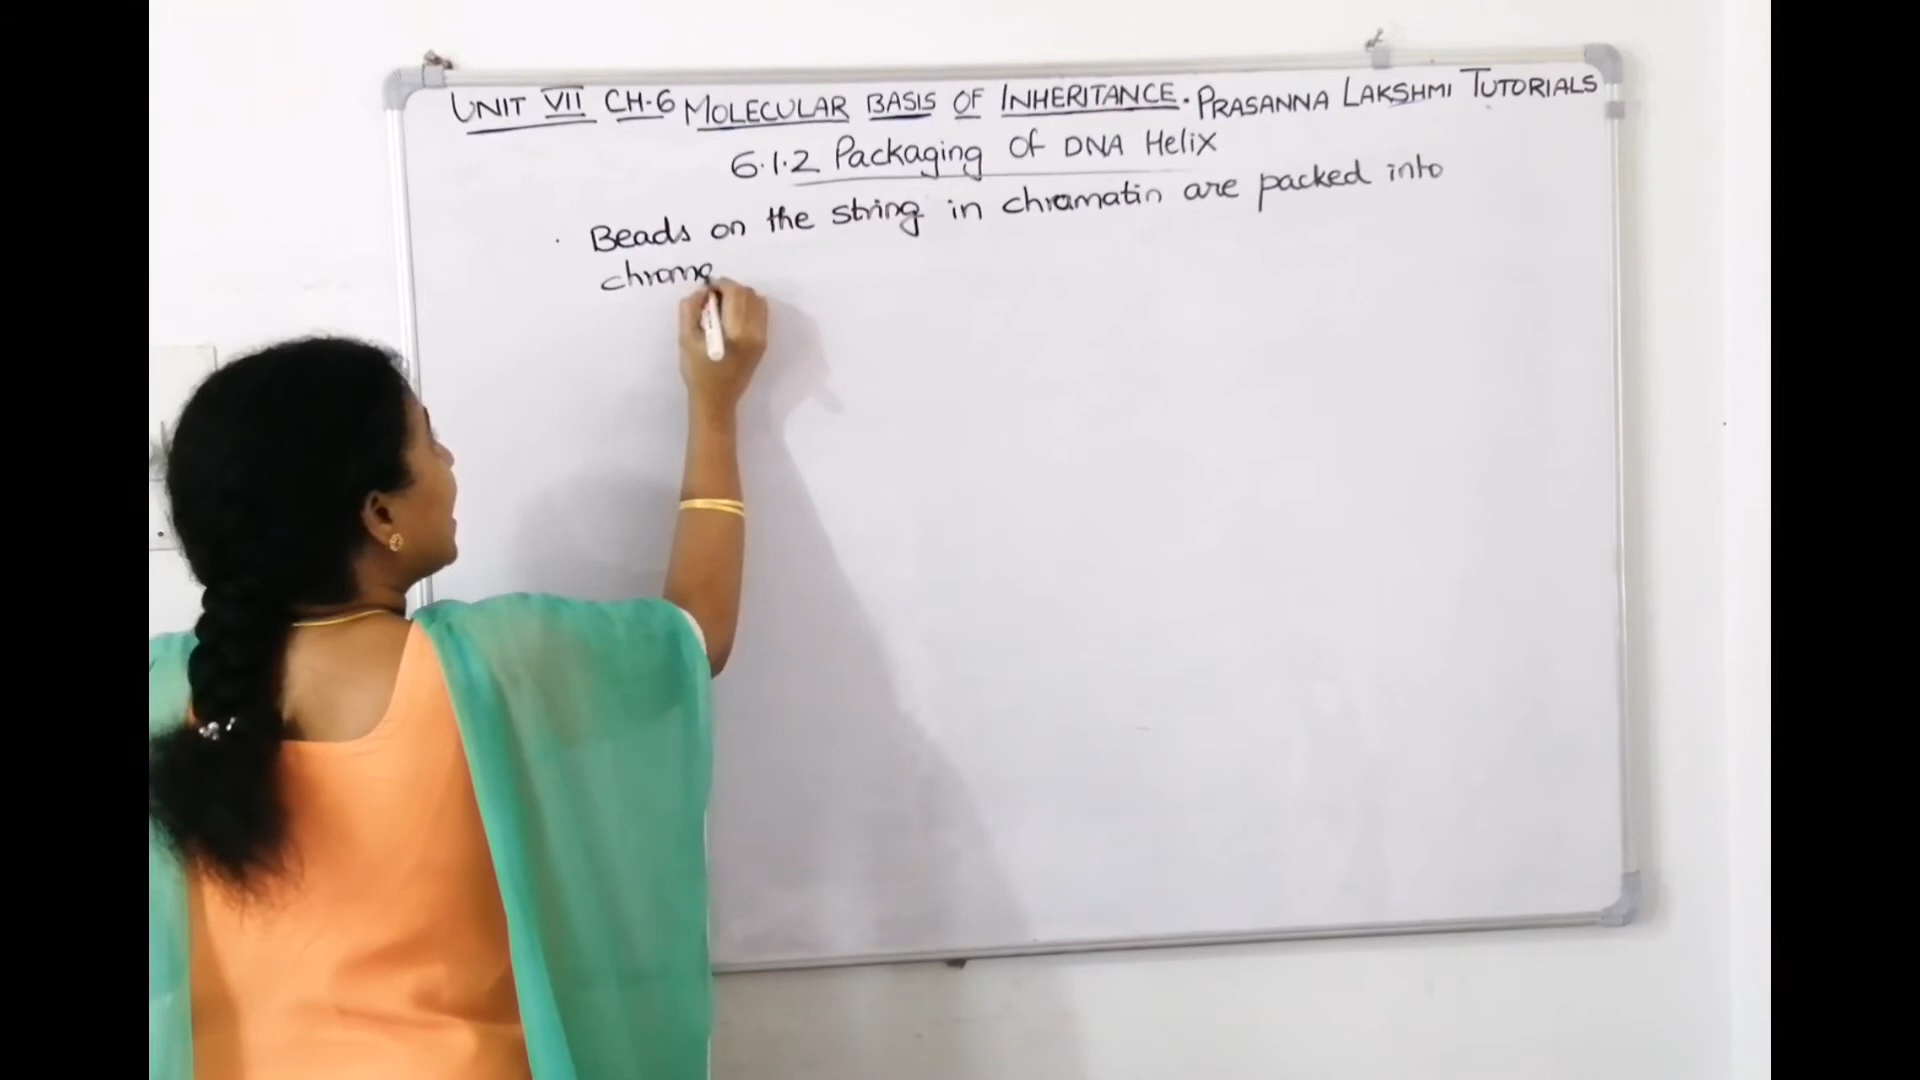 UNIT VII CH-6 MOLECULAR BASIS OF INHERITANCE. PRASANNA LAKSHMI TUTORIALS
6.1.2 Packaging Of DNA Helix
. Beads on the string in chromatin are packed into
chromo